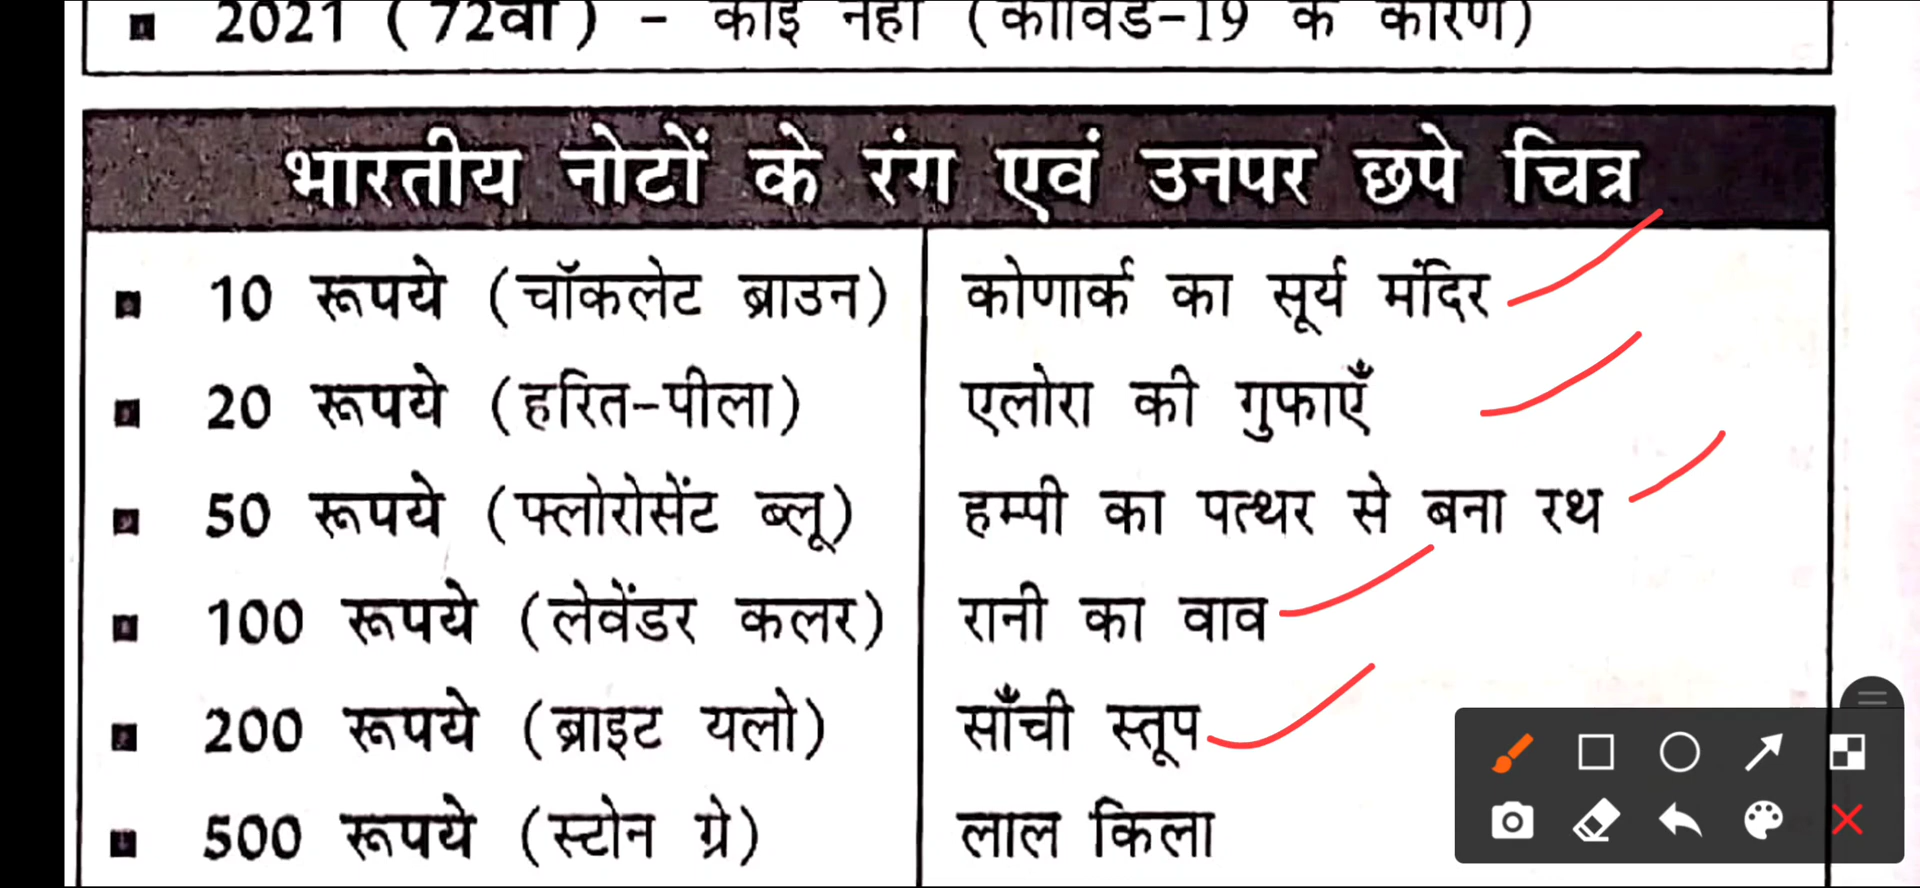 2021 (72वां) - कोई नहीं (कोविड-19 के कारण)
भारतीय नोटों के रंग एवं उनपर छपे चित्र
10 रूपये (चॉकलेट ब्राउन) कोणार्क का सूर्य मंदिर
20 रूपये (हरित-पीला) एलोरा की गुफाएँ
50 रूपये (फ्लोरोसेंट ब्लू) हम्पी का पत्थर से बना रथ
100 रूपये (लेवेंडर कलर) रानी का वाव
200 रूपये (ब्राइट यलो) साँची स्तूप
500 रूपये (स्टोन ग्रे) लाल किला